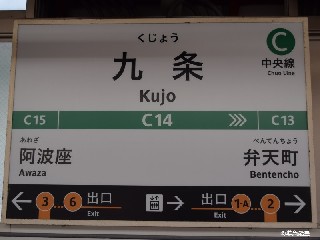 くじょう
九条
Kujo
C
中央線
Chuo Line
C15
C14
C13
あわざ
阿波座
Awaza
べんてんちょう
弁天町
Bentencho
3 6 出口
Exit
出口 1-A 2
Exit